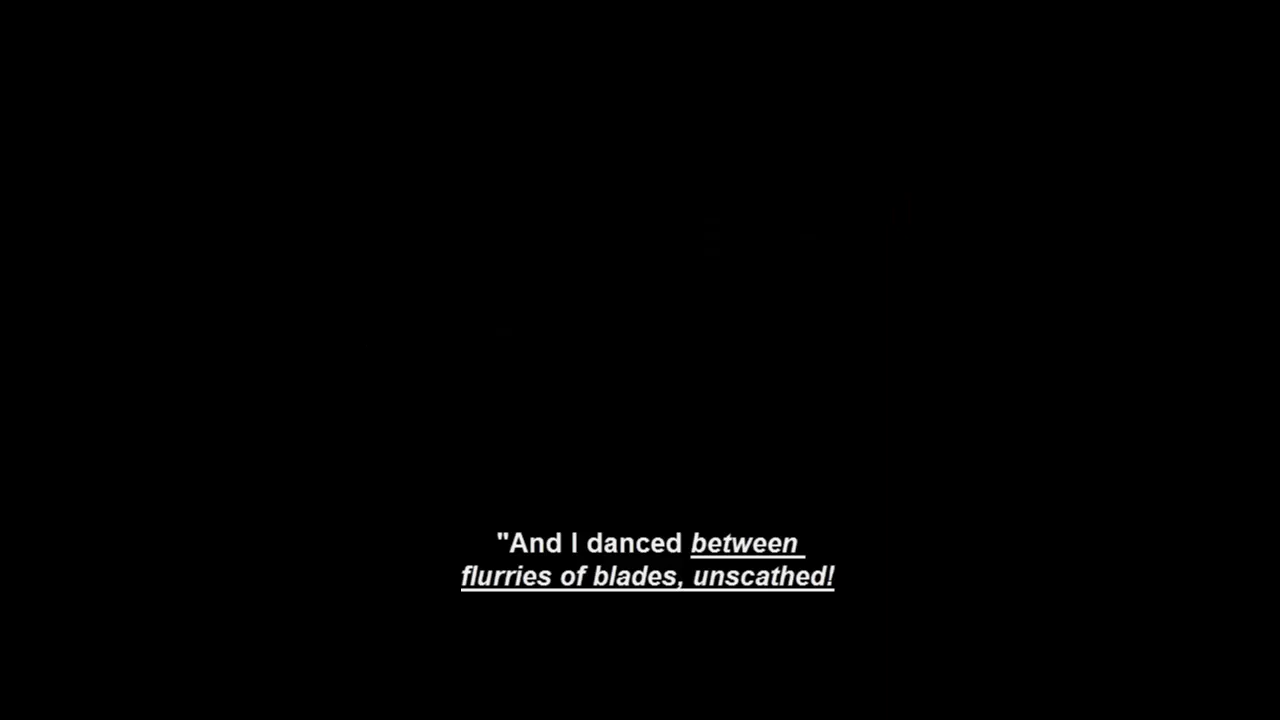 "And I danced between
flurries of blades, unscathed!